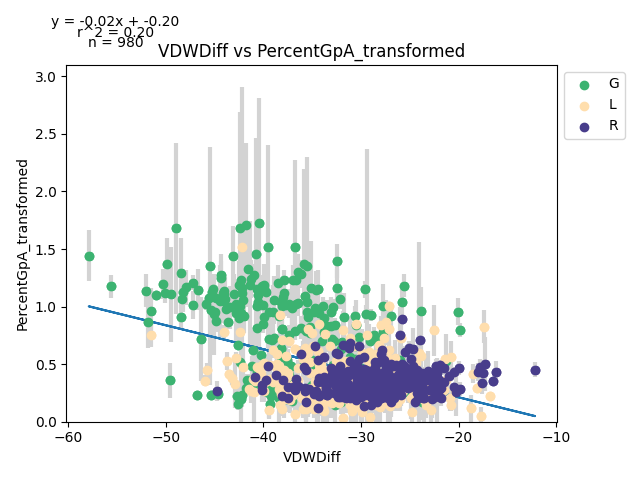 y = -0.02x + -0.20
r^2 = 0.20
n = 980
VDWDiff vs PercentGpA_transformed
3.0
2.5
2.0
1.5
1.0
0.5
0.0
PercentGpA_transformed
−60 −50 −40 −30 −20 −10
VDWDiff
G
L
R